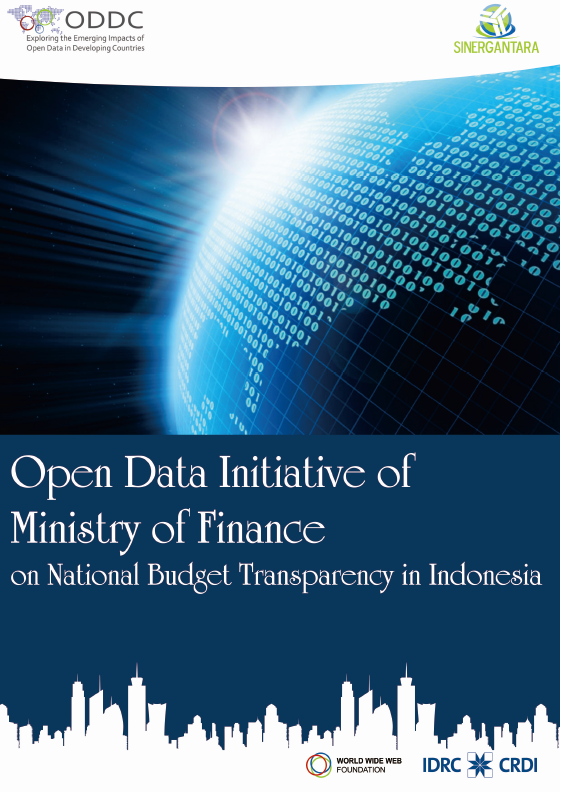 ODDC
Exploring the Emerging Impacts of
Open Data in Developing Countries
SINERGANTARA
Open Data Initiative of
Ministry of Finance
on National Budget Transparency in Indonesia
WORLD WIDE WEB
FOUNDATION
IDRC CRDI